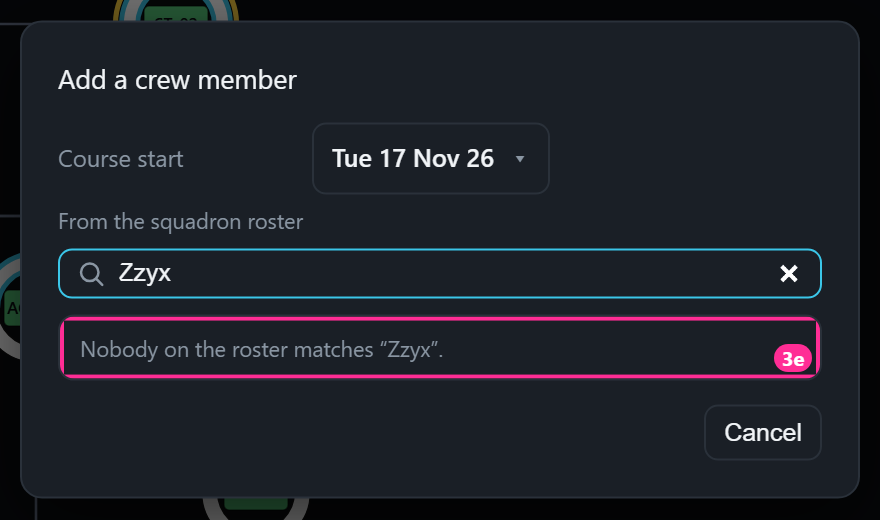 Add a crew member
Course start
Tue 17 Nov 26
From the squadron roster
Zzyx
Nobody on the roster matches “Zzyx”.
3e
Cancel